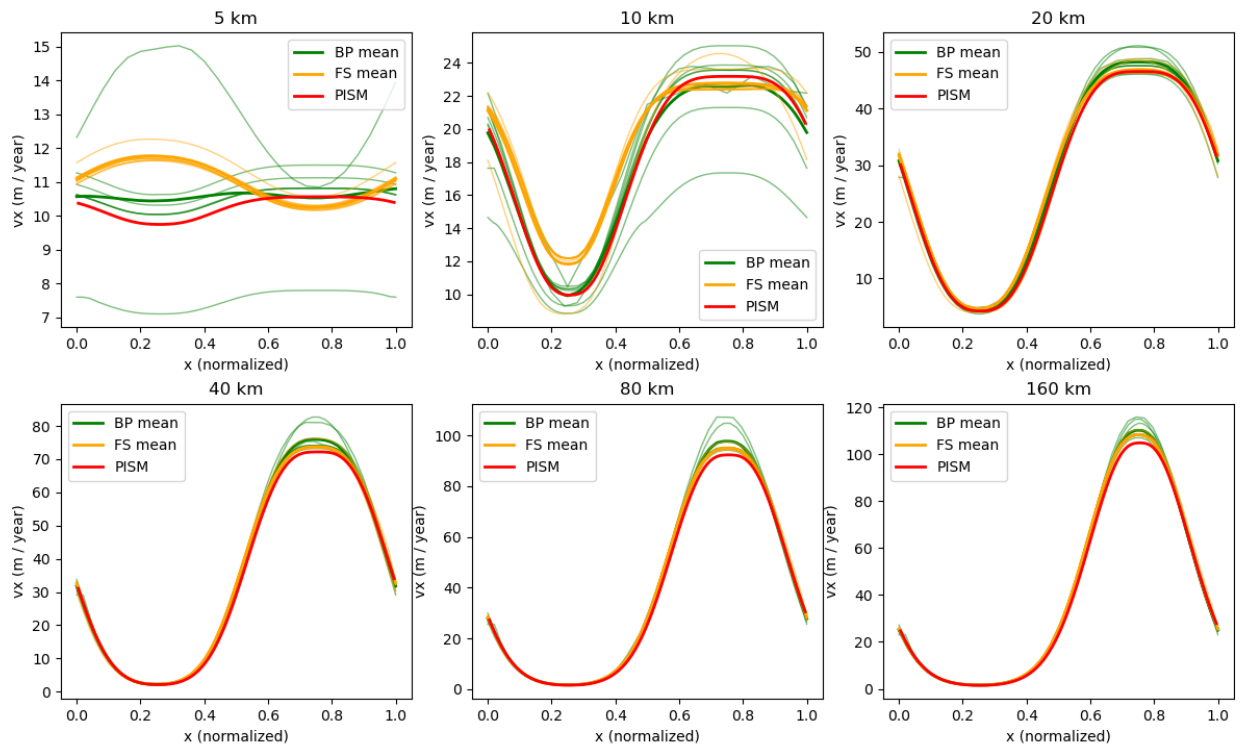 5 km
15
14
13
12
11
10
9
8
7
vx (m / year)
BP mean
FS mean
PISM
0.0 0.2 0.4 0.6 0.8 1.0
x (normalized)
10 km
24
22
20
18
16
14
12
10
vx (m / year)
BP mean
FS mean
PISM
0.0 0.2 0.4 0.6 0.8 1.0
x (normalized)
20 km
50
40
30
20
10
vx (m / year)
BP mean
FS mean
PISM
0.0 0.2 0.4 0.6 0.8 1.0
x (normalized)
40 km
80
70
60
50
40
30
20
10
0
vx (m / year)
BP mean
FS mean
PISM
0.0 0.2 0.4 0.6 0.8 1.0
x (normalized)
80 km
100
80
60
40
20
0
vx (m / year)
BP mean
FS mean
PISM
0.0 0.2 0.4 0.6 0.8 1.0
x (normalized)
160 km
120
100
80
60
40
20
0
vx (m / year)
BP mean
FS mean
PISM
0.0 0.2 0.4 0.6 0.8 1.0
x (normalized)